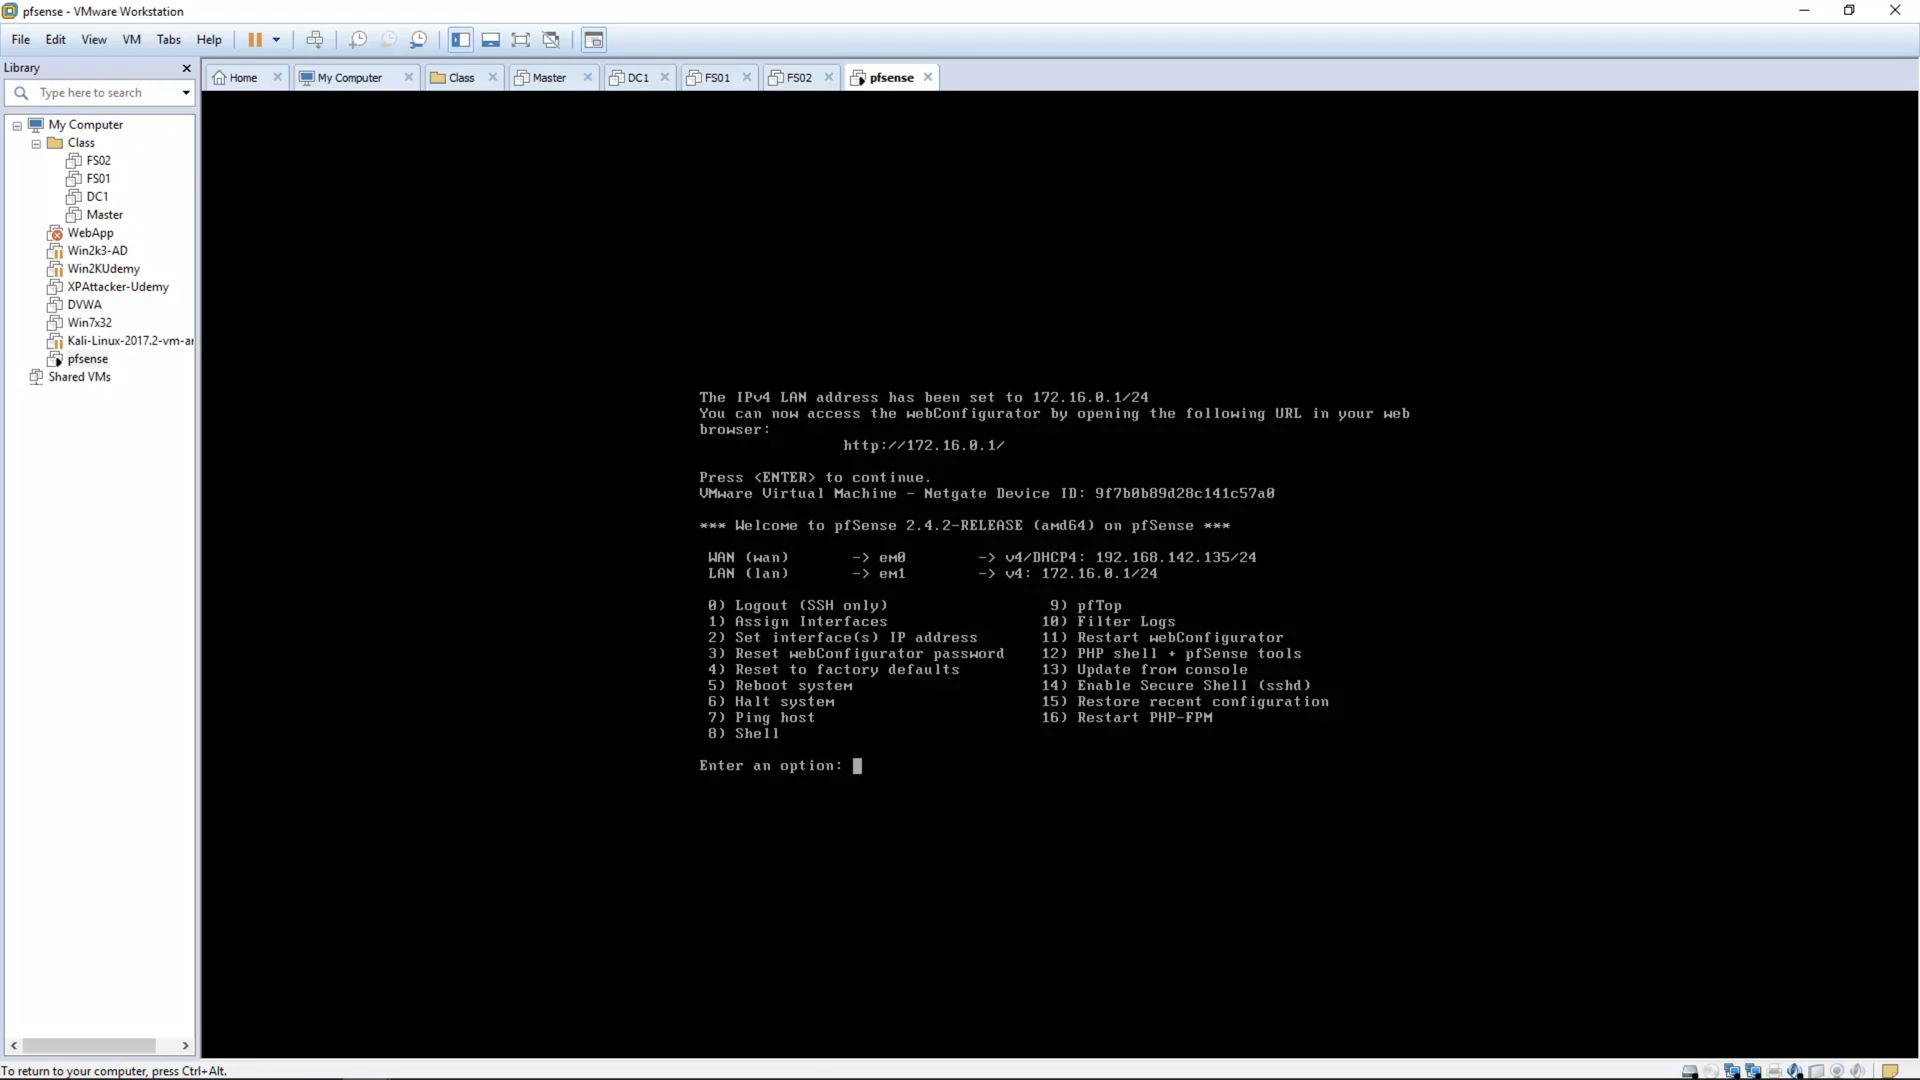 pfsense - VMware Workstation
File Edit View VM Tabs Help
Library
Type here to search
Home My Computer Class Master DC1 FS01 FS02 pfsense
My Computer
Class
FS02
FS01
DC1
Master
WebApp
Win2k3-AD
Win2KUdemy
XPAttacker-Udemy
DVWA
Win7x32
Kali-Linux-2017.2-vm-ar
pfsense
Shared VMs
The IPv4 LAN address has been set to 172.16.0.1/24
You can now access the webConfigurator by opening the following URL in your web
browser:
http://172.16.0.1/
Press <ENTER> to continue.
VMware Virtual Machine - Netgate Device ID: 9f7b0b89d28c141c57a0
*** Welcome to pfSense 2.4.2-RELEASE (amd64) on pfSense ***
WAN (wan) -> em0 -> v4/DHCP4: 192.168.142.135/24
LAN (lan) -> em1 -> v4: 172.16.0.1/24
0) Logout (SSH only) 9) pfTop
1) Assign Interfaces 10) Filter Logs
2) Set interface(s) IP address 11) Restart webConfigurator
3) Reset webConfigurator password 12) PHP shell + pfSense tools
4) Reset to factory defaults 13) Update from console
5) Reboot system 14) Enable Secure Shell (sshd)
6) Halt system 15) Restore recent configuration
7) Ping host 16) Restart PHP-FPM
8) Shell
Enter an option:
To return to your computer, press Ctrl+Alt.